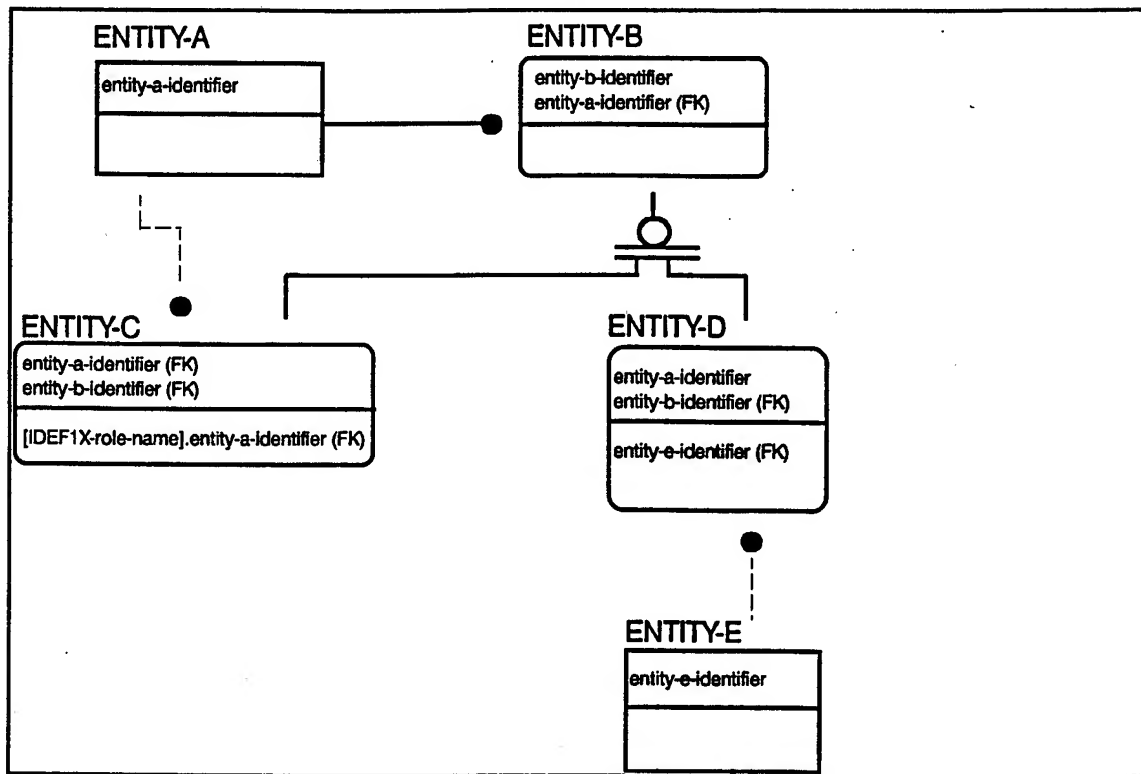 ENTITY-A
entity-a-identifier
ENTITY-B
entity-b-identifier
entity-a-identifier (FK)
ENTITY-C
entity-a-identifier (FK)
entity-b-identifier (FK)
[IDEF1X-role-name].entity-a-identifier (FK)
ENTITY-D
entity-a-identifier
entity-b-identifier (FK)
entity-e-identifier (FK)
ENTITY-E
entity-e-identifier